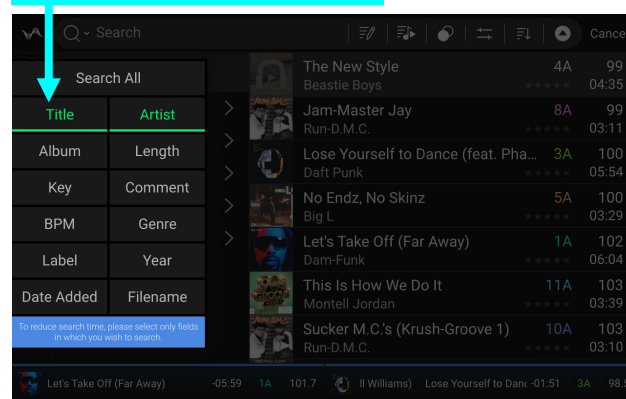 Search
Cance
Search All
Title
Artist
Album
Length
Key
Comment
BPM
Genre
Label
Year
Date Added
Filename
To reduce search time, please select only fields
in which you wish to search.
The New Style
4A
99
Beastie Boys
04:35
Jam-Master Jay
8A
99
Run-D.M.C.
03:11
Lose Yourself to Dance (feat. Pha...
3A
100
Daft Punk
05:54
No Endz, No Skinz
5A
100
Big L
03:29
Let's Take Off (Far Away)
1A
102
Dam-Funk
06:04
This Is How We Do It
11A
103
Montell Jordan
03:39
Sucker M.C.'s (Krush-Groove 1)
10A
103
Run-D.M.C.
03:10
Let's Take Off (Far Away)
-05:59
1A
101.7
ll Williams)
Lose Yourself to Danc
-01:51
3A
98.5